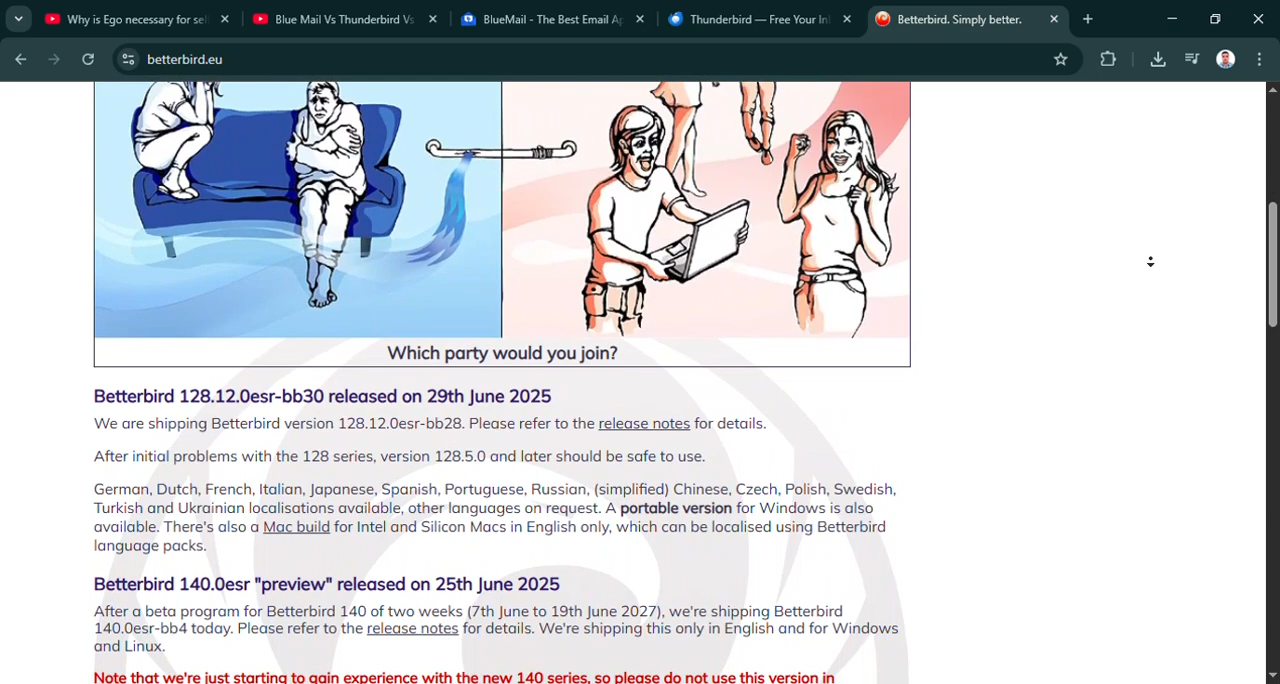 Why is Ego necessary for sel
Blue Mail Vs Thunderbird Vs
BlueMail - The Best Email Ap
Thunderbird — Free Your In
Betterbird. Simply better.
betterbird.eu
Which party would you join?
Betterbird 128.12.0esr-bb30 released on 29th June 2025
We are shipping Betterbird version 128.12.0esr-bb28. Please refer to the release notes for details.
After initial problems with the 128 series, version 128.5.0 and later should be safe to use.
German, Dutch, French, Italian, Japanese, Spanish, Portuguese, Russian, (simplified) Chinese, Czech, Polish, Swedish,
Turkish and Ukrainian localisations available, other languages on request. A portable version for Windows is also
available. There's also a Mac build for Intel and Silicon Macs in English only, which can be localised using Betterbird
language packs.
Betterbird 140.0esr "preview" released on 25th June 2025
After a beta program for Betterbird 140 of two weeks (7th June to 19th June 2027), we're shipping Betterbird
140.0esr-bb4 today. Please refer to the release notes for details. We're shipping this only in English and for Windows
and Linux.
Note that we're just starting to gain experience with the new 140 series, so please do not use this version in